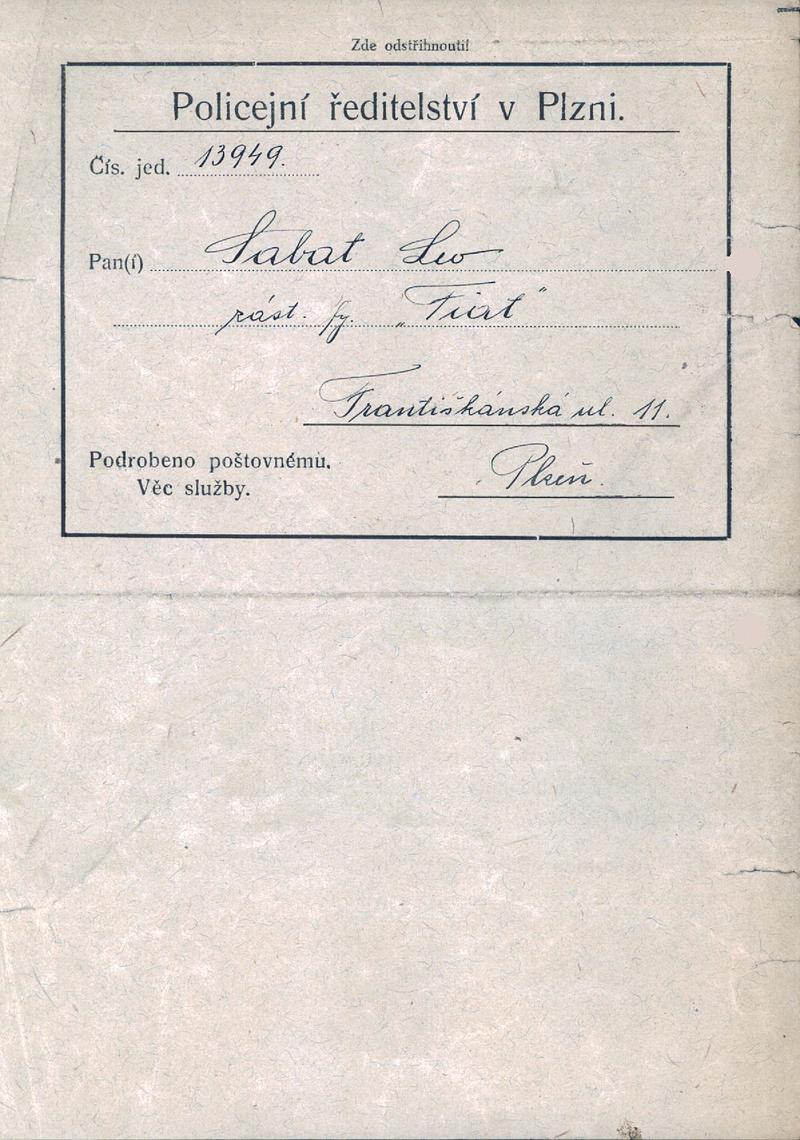 Zde odstřihnouti!
Policejní ředitelství v Plzni.
Čís. jed. 13949.
Pan(í) Sabat Leo
zást. fy. „Fiat"
Františkánská ul. 11.
Podrobeno poštovnému.
Věc služby.
Plzeň.